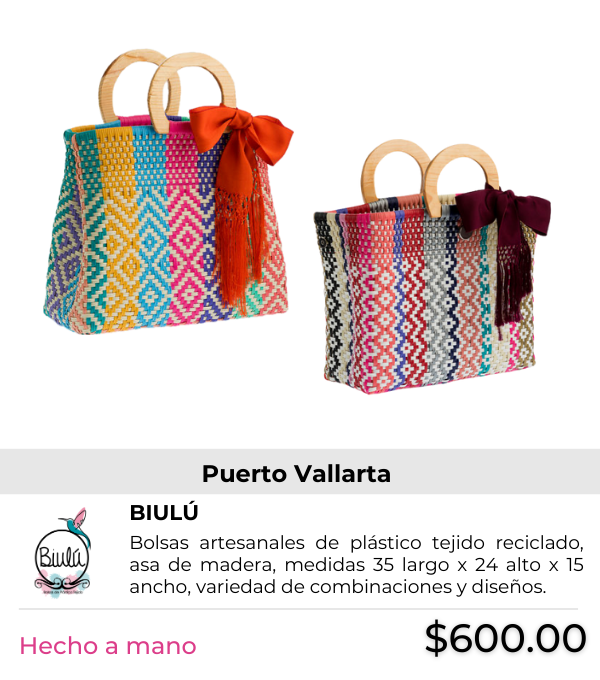 Puerto Vallarta
BIULÚ
Bolsas artesanales de plástico tejido reciclado,
asa de madera, medidas 35 largo x 24 alto x 15
ancho, variedad de combinaciones y diseños.
Biulú
Hecho a mano
$600.00